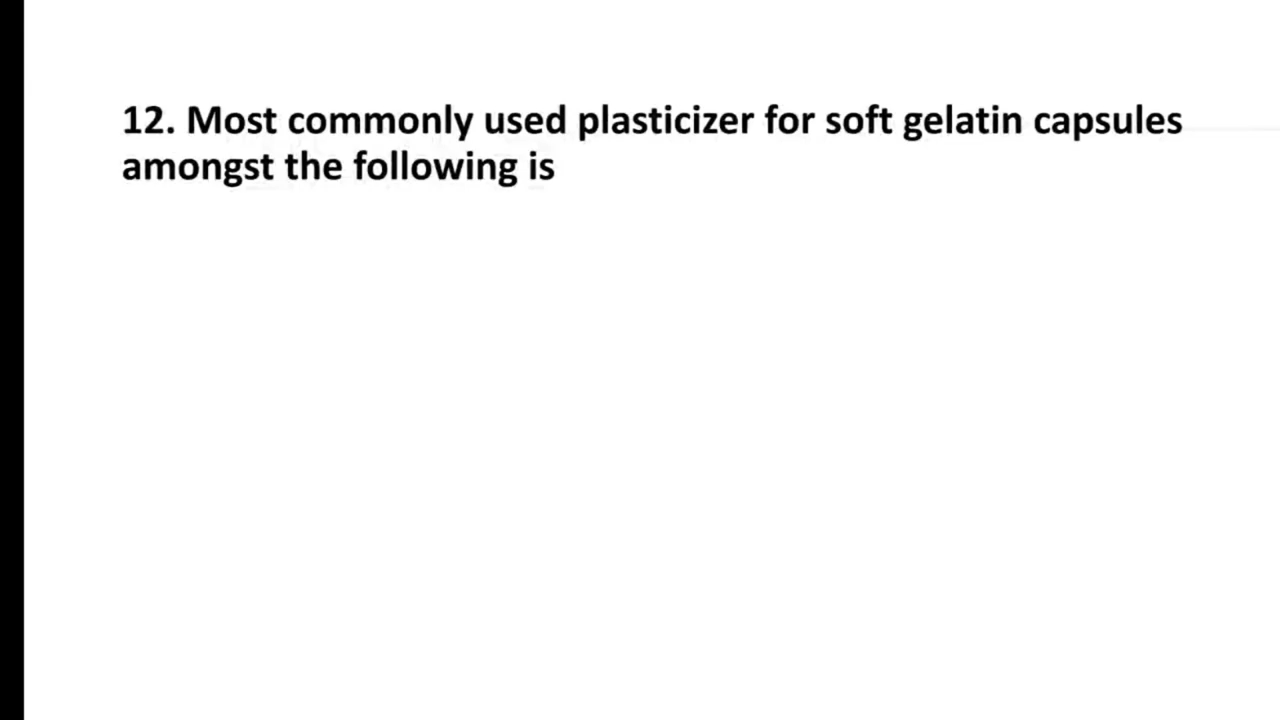 12. Most commonly used plasticizer for soft gelatin capsules
amongst the following is